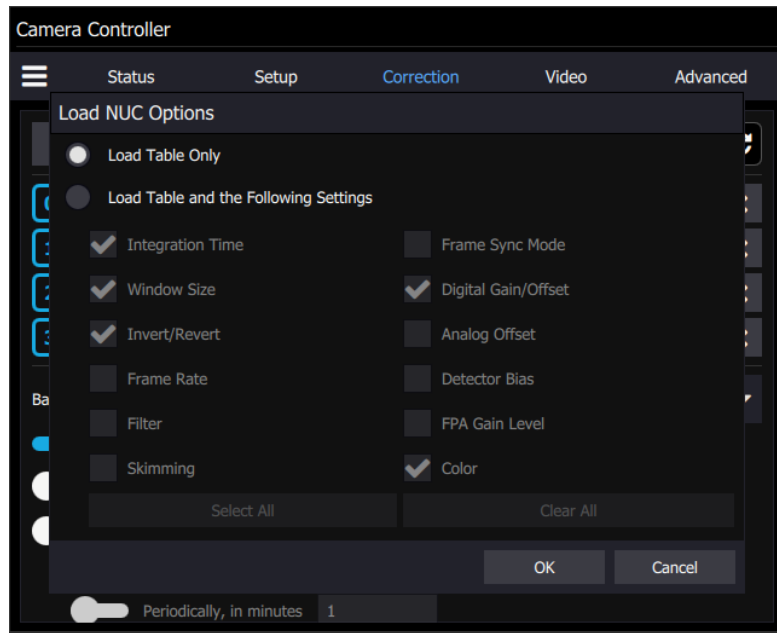 Camera Controller
Status Setup Correction Video Advanced
Load NUC Options
Load Table Only
Load Table and the Following Settings
Integration Time Frame Sync Mode
Window Size Digital Gain/Offset
Invert/Revert Analog Offset
Frame Rate Detector Bias
Ba
Filter FPA Gain Level
Skimming Color
Select All Clear All
OK Cancel
Periodically, in minutes 1